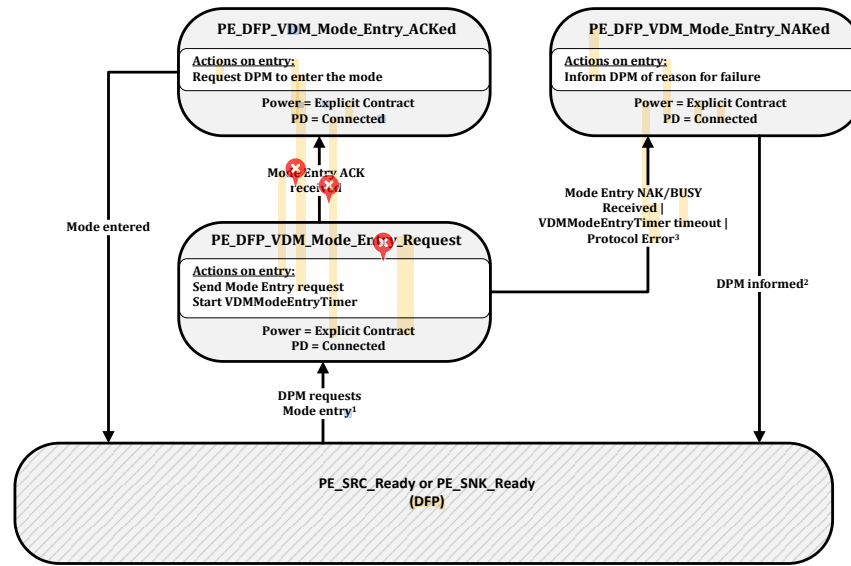 PE_DFP_VDM_Mode_Entry_ACKed
Actions on entry:
Request DPM to enter the mode
Power = Explicit Contract
PD = Connected
PE_DFP_VDM_Mode_Entry_NAKed
Actions on entry:
Inform DPM of reason for failure
Power = Explicit Contract
PD = Connected
Mode Entry ACK
received
Mode entered
Mode Entry NAK/BUSY
Received |
VDMModeEntryTimer timeout |
Protocol Error³
PE_DFP_VDM_Mode_Entry_Request
Actions on entry:
Send Mode Entry request
Start VDMModeEntryTimer
Power = Explicit Contract
PD = Connected
DPM informed²
DPM requests
Mode entry¹
PE_SRC_Ready or PE_SNK_Ready
(DFP)